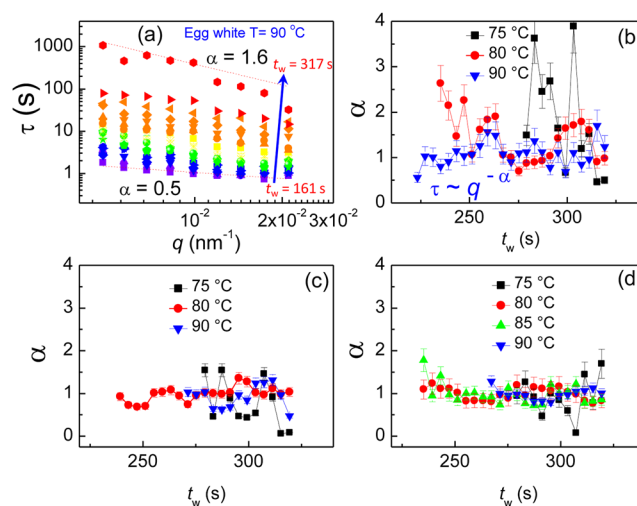 (a) Egg white T= 90 °C
α 1.6
t_w = 317 s
α = 0.5
t_w = 161 s
τ (s)
1000
100
10
1
10⁻²
2x10⁻²
3x10⁻²
q (nm⁻¹)
(b)
75 °C
80 °C
90 °C
τ ~ q^-α
α
4
3
2
1
0
250
300
t_w (s)
(c)
75 °C
80 °C
90 °C
α
4
3
2
1
0
250
300
t_w (s)
(d)
75 °C
80 °C
85 °C
90 °C
α
4
3
2
1
0
250
300
t_w (s)